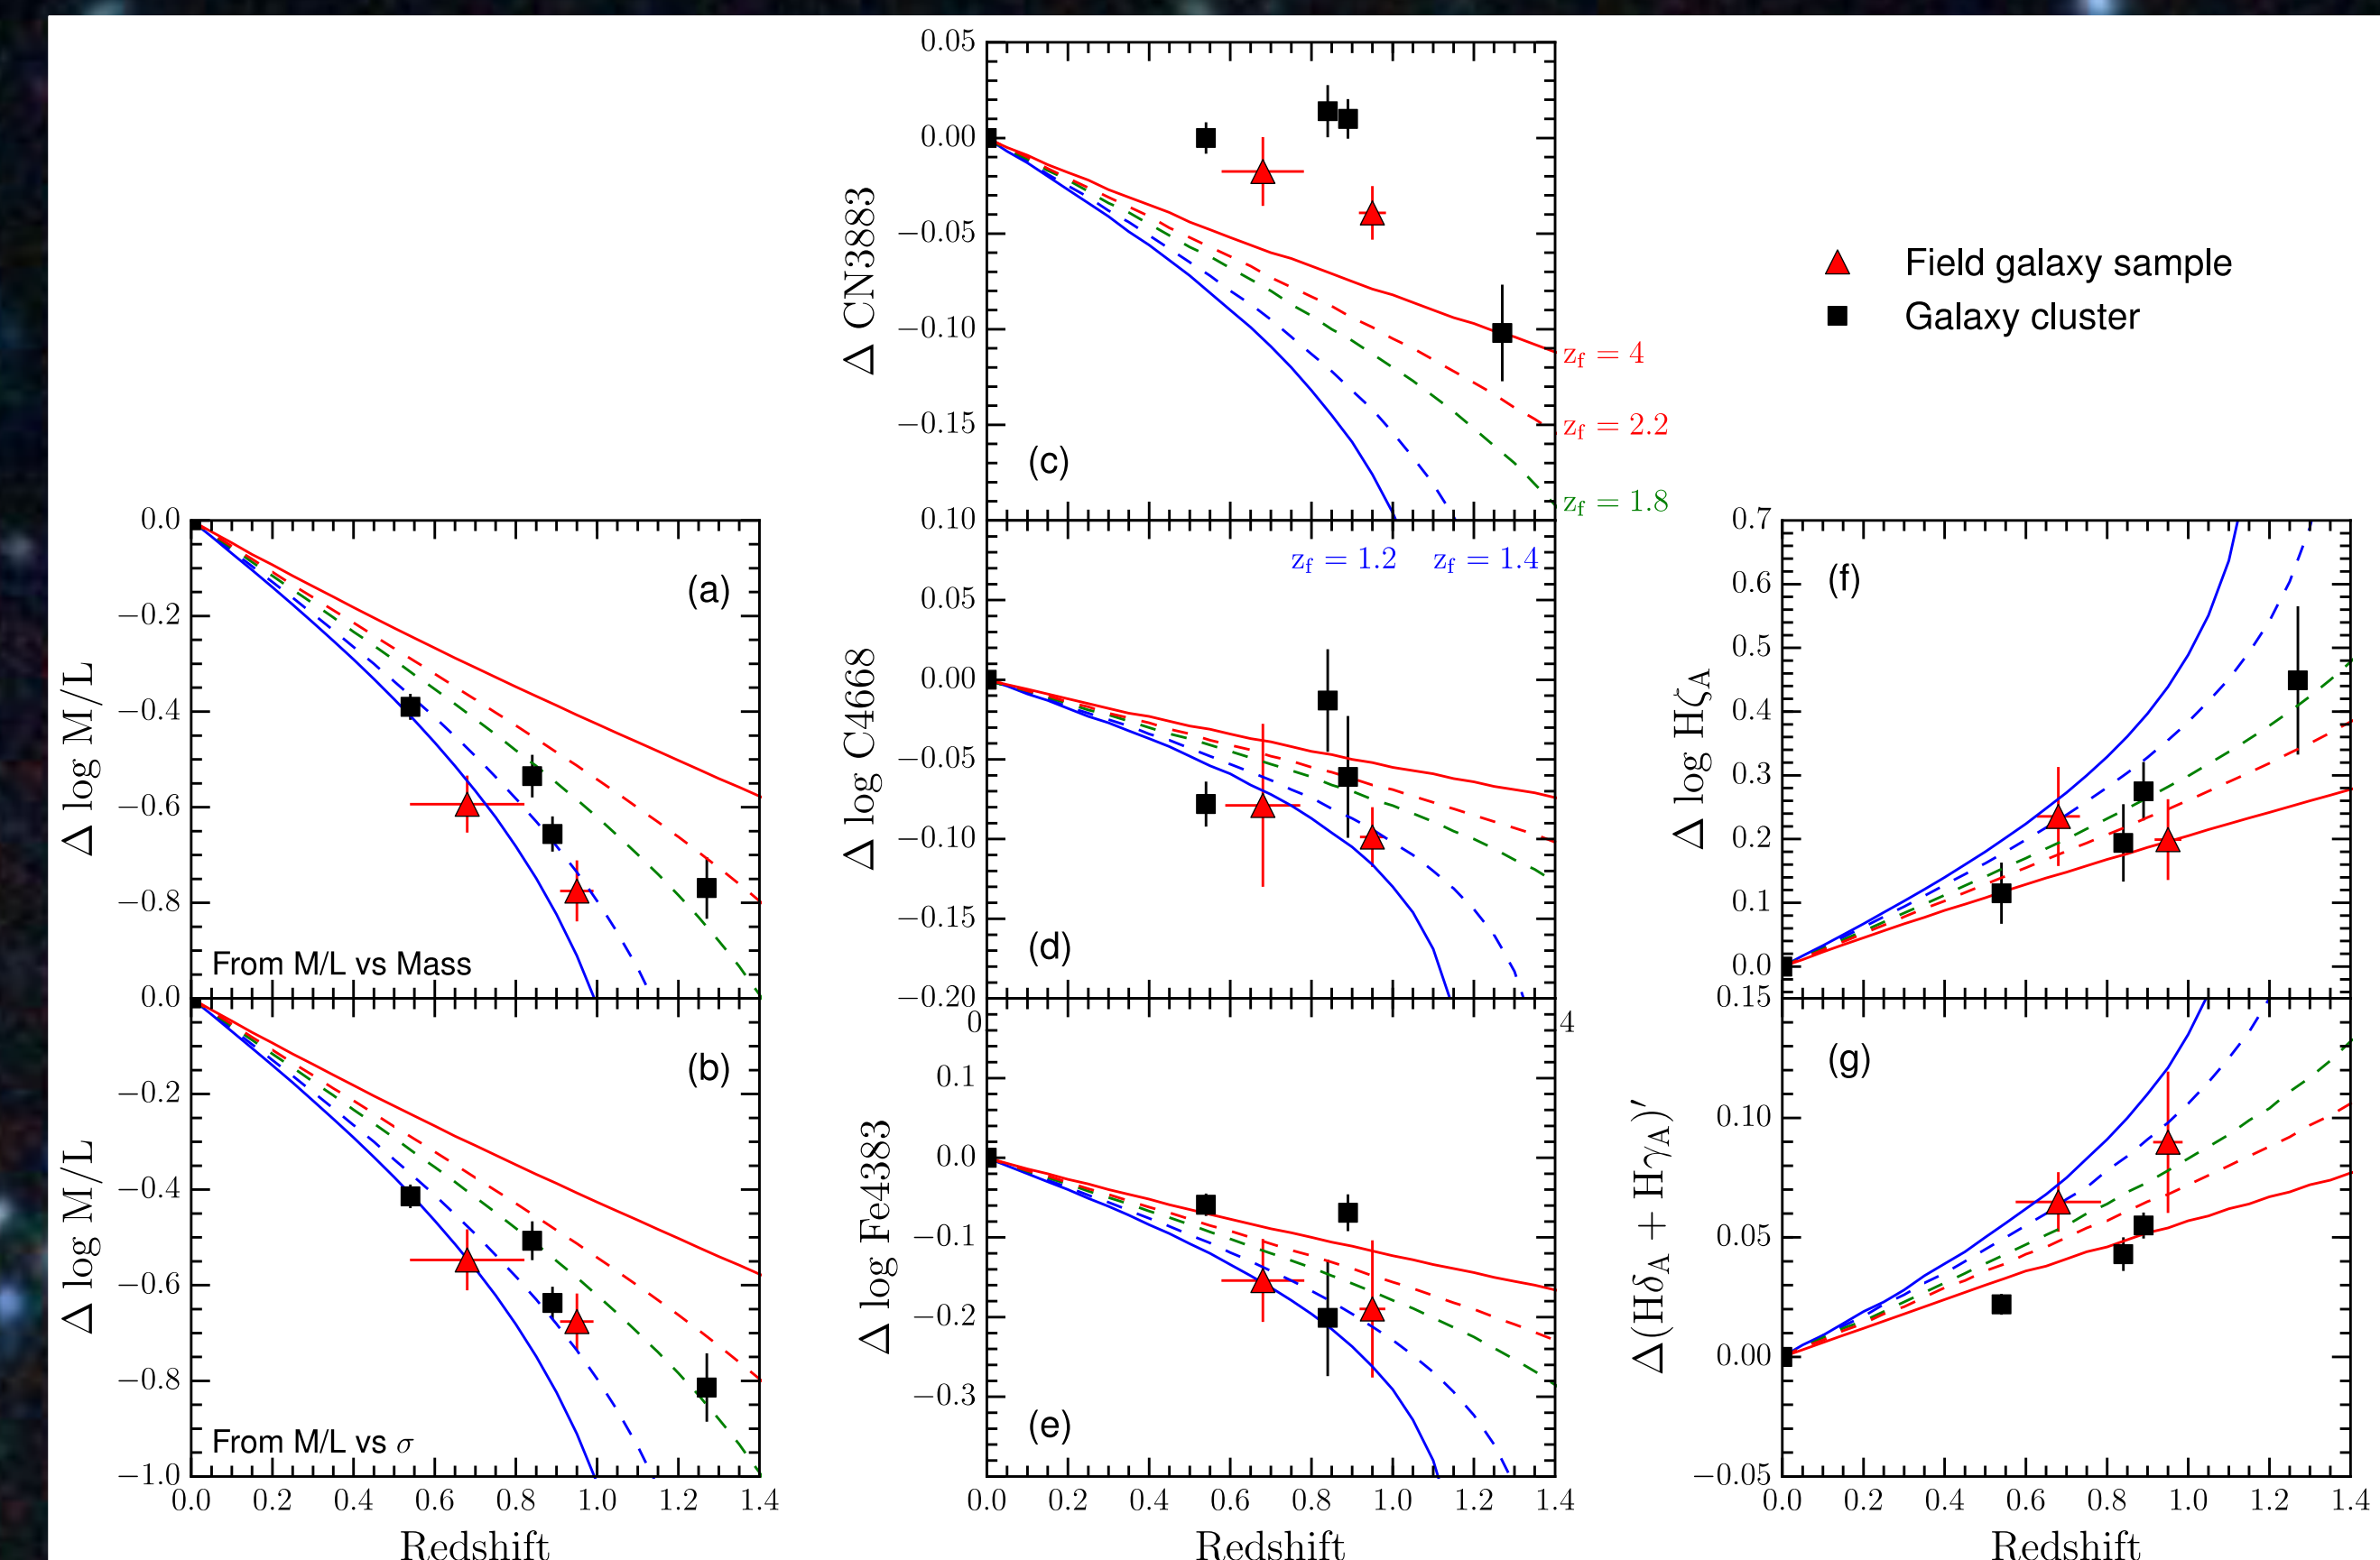 0.05
0.00
−0.05
−0.10
−0.15
Δ CN3883
(c)
Field galaxy sample
Galaxy cluster
z_f = 4
z_f = 2.2
z_f = 1.8
0.0
−0.2
−0.4
−0.6
−0.8
Δ log M/L
(a)
From M/L vs Mass
0.10
0.05
0.00
−0.05
−0.10
−0.15
−0.20
Δ log C4668
z_f = 1.2 z_f = 1.4
(d)
0.7
0.6
0.5
0.4
0.3
0.2
0.1
0.0
Δ log Hζ_A
(f)
0.0
−0.2
−0.4
−0.6
−0.8
−1.0
Δ log M/L
(b)
From M/L vs σ
0.0 0.2 0.4 0.6 0.8 1.0 1.2 1.4
Redshift
0 4
0.1
0.0
−0.1
−0.2
−0.3
Δ log Fe4383
(e)
0.0 0.2 0.4 0.6 0.8 1.0 1.2 1.4
Redshift
0.15
0.10
0.05
0.00
−0.05
Δ(Hδ_A + Hγ_A)′
(g)
0.0 0.2 0.4 0.6 0.8 1.0 1.2 1.4
Redshift